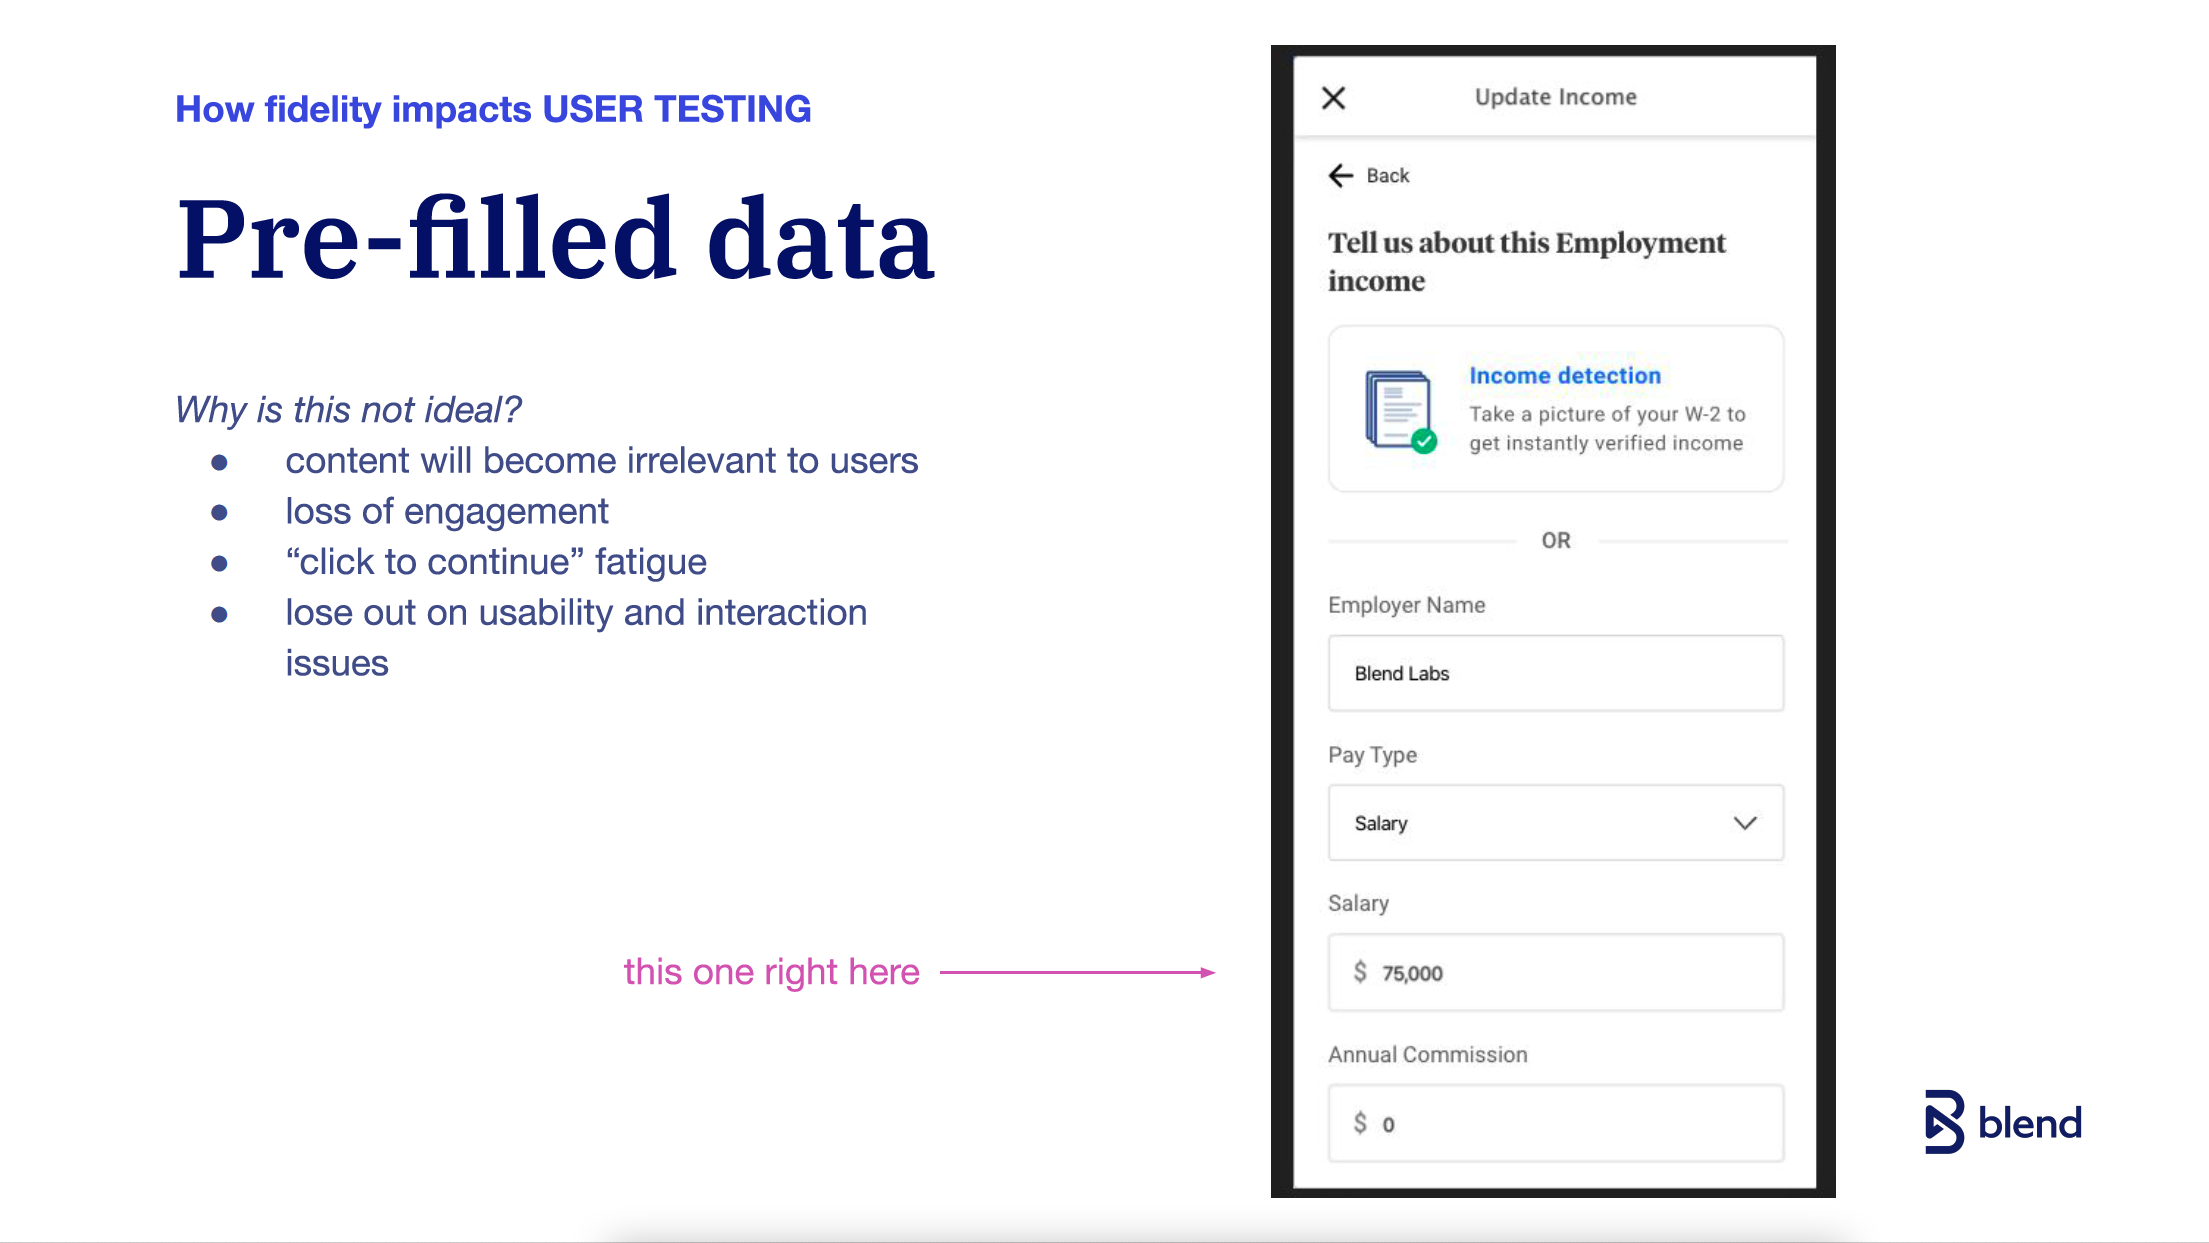 How fidelity impacts USER TESTING
Pre-filled data
Why is this not ideal?
● content will become irrelevant to users
● loss of engagement
● “click to continue” fatigue
● lose out on usability and interaction
issues
this one right here
Update Income
Back
Tell us about this Employment
income
Income detection
Take a picture of your W-2 to
get instantly verified income
OR
Employer Name
Blend Labs
Pay Type
Salary
Salary
$ 75,000
Annual Commission
$ 0
blend